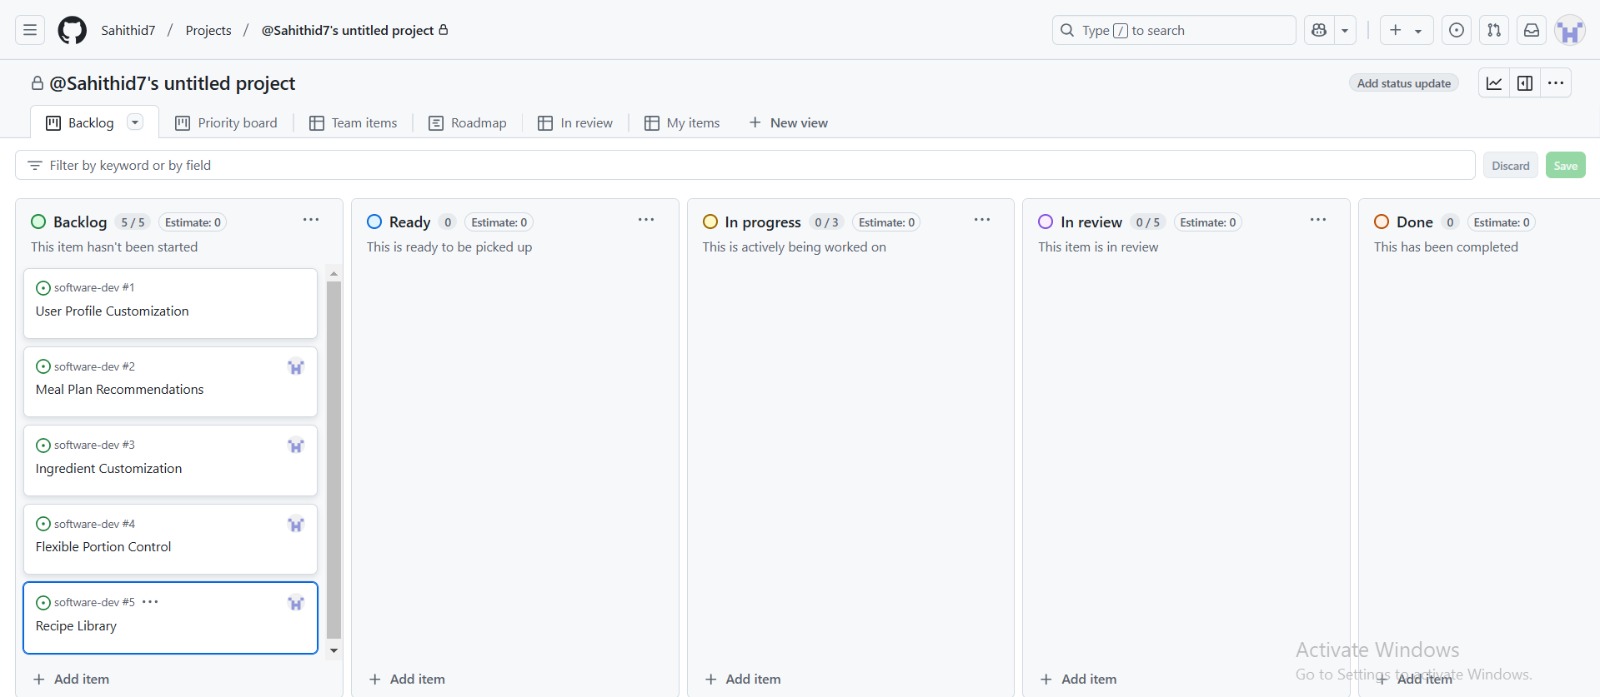 Sahithid7 / Projects / @Sahithid7's untitled project
Type / to search
@Sahithid7's untitled project
Add status update
Backlog
Priority board
Team items
Roadmap
In review
My items
New view
Filter by keyword or by field
Discard
Save
Backlog 5 / 5 Estimate: 0
This item hasn't been started
software-dev #1
User Profile Customization
software-dev #2
Meal Plan Recommendations
software-dev #3
Ingredient Customization
software-dev #4
Flexible Portion Control
software-dev #5
Recipe Library
+ Add item
Ready 0 Estimate: 0
This is ready to be picked up
+ Add item
In progress 0 / 3 Estimate: 0
This is actively being worked on
+ Add item
In review 0 / 5 Estimate: 0
This item is in review
+ Add item
Done 0 Estimate: 0
This has been completed
+ Add item
Activate Windows
Go to Settings to activate Windows.